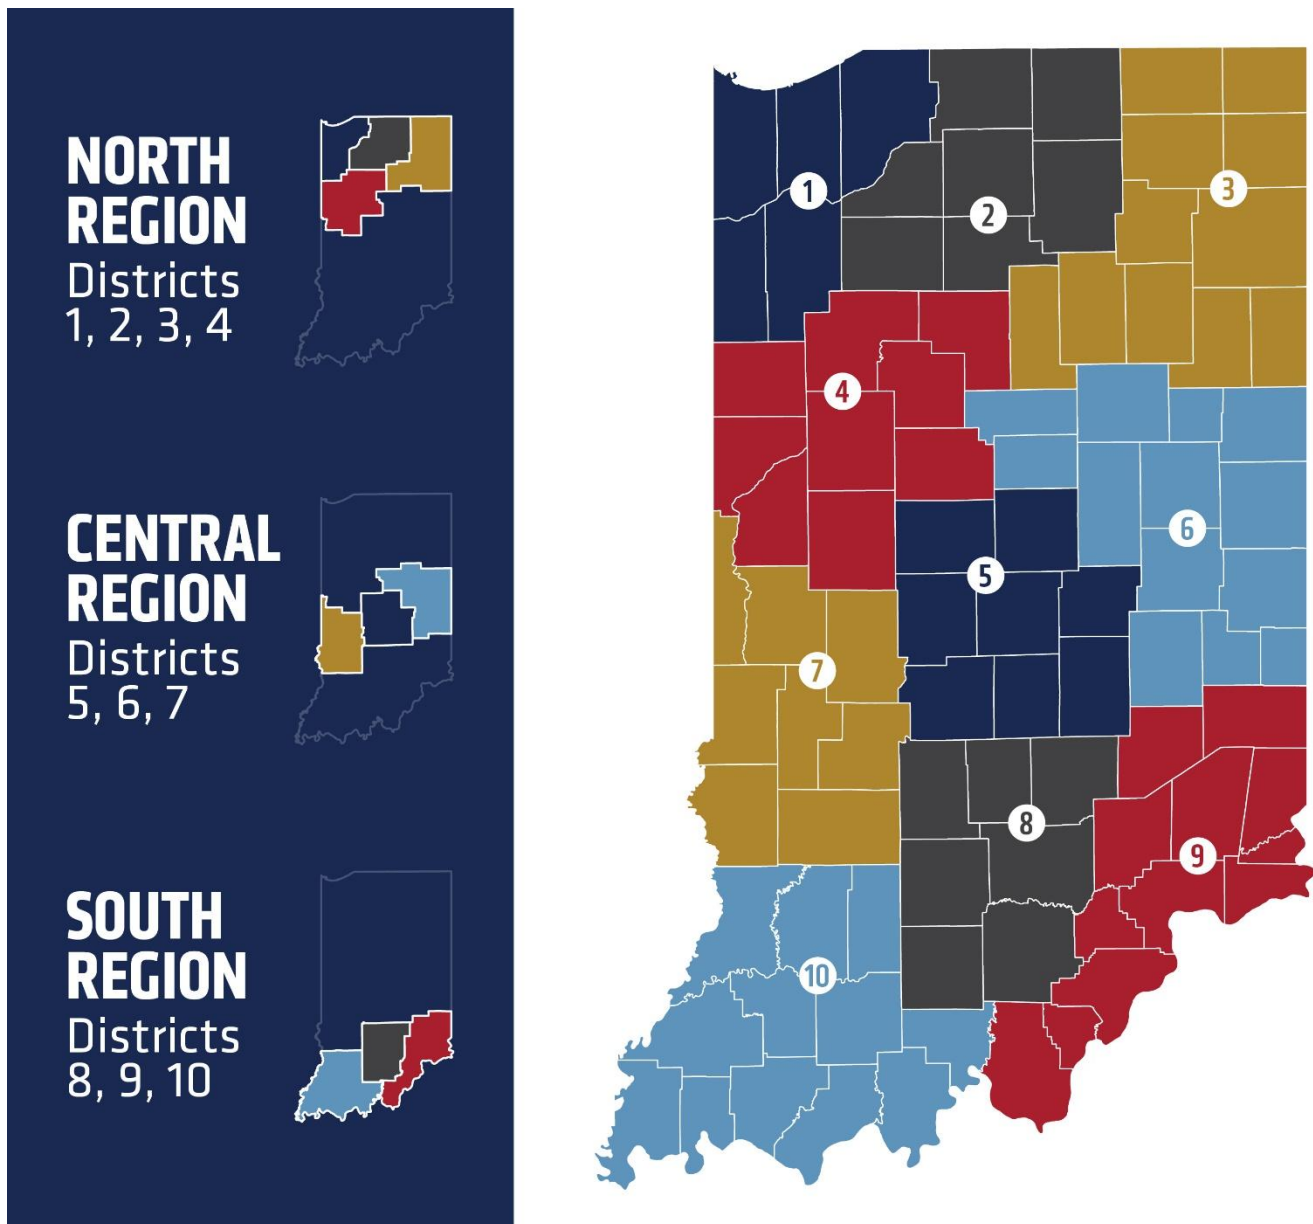 NORTH
REGION
Districts
1, 2, 3, 4
CENTRAL
REGION
Districts
5, 6, 7
SOUTH
REGION
Districts
8, 9, 10
1
2
3
4
5
6
7
8
9
10